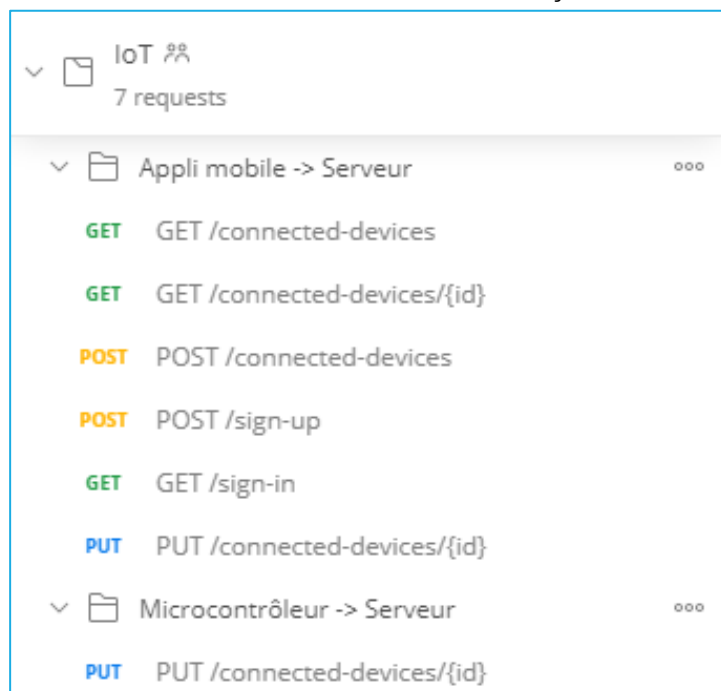 IoT
7 requests
Appli mobile -> Serveur
GET GET /connected-devices
GET GET /connected-devices/{id}
POST POST /connected-devices
POST POST /sign-up
GET GET /sign-in
PUT PUT /connected-devices/{id}
Microcontrôleur -> Serveur
PUT PUT /connected-devices/{id}